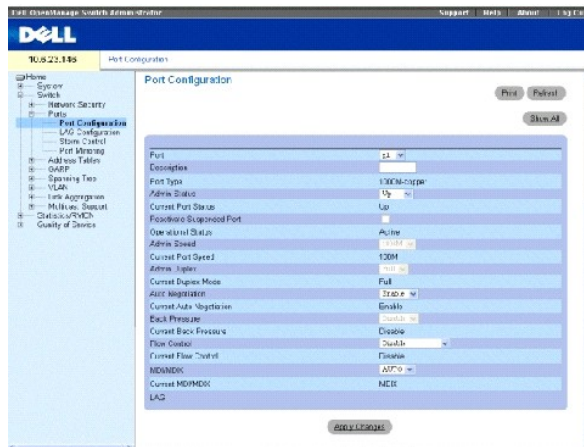 Dell OpenManage Switch Administrator
Support Help About Log Out
DELL
10.6.23.146
Port Configuration
Home
System
Switch
Network Security
Ports
Port Configuration
LAG Configuration
Storm Control
Port Mirroring
Address Tables
GARP
Spanning Tree
VLAN
Link Aggregation
Multicast Support
Statistics/RMON
Quality of Service
Port Configuration
Print Refresh
Show All
Port g1
Description
Port Type 1000M-copper
Admin Status Up
Current Port Status Up
Reactivate Suspended Port
Operational Status Active
Admin Speed
Current Port Speed 100M
Admin Duplex Full
Current Duplex Mode Full
Auto Negotiation Enable
Current Auto Negotiation Enable
Back Pressure Disable
Current Back Pressure Disable
Flow Control Disable
Current Flow Control Disable
MDI/MDIX AUTO
Current MDI/MDIX MDIX
LAG
Apply Changes